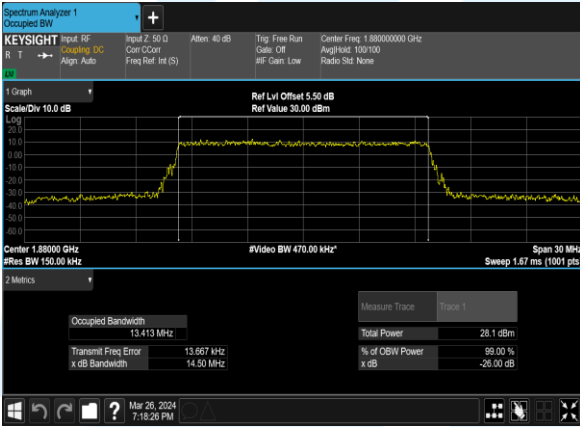 Spectrum Analyzer 1
Occupied BW
+
KEYSIGHT
R T
LV
Input: RF
Coupling: DC
Align: Auto
Input Z: 50 Ω
Corr CCorr
Freq Ref: Int (S)
Atten: 40 dB
Trig: Free Run
Gate: Off
#IF Gain: Low
Center Freq: 1.880000000 GHz
Avg|Hold: 100/100
Radio Std: None
1 Graph
Scale/Div 10.0 dB
Ref Lvl Offset 5.50 dB
Ref Value 30.00 dBm
Log
20.0
10.0
0.00
-10.0
-20.0
-30.0
-40.0
-50.0
-60.0
Center 1.88000 GHz
#Res BW 150.00 kHz
#Video BW 470.00 kHz*
Span 30 MHz
Sweep 1.67 ms (1001 pts
2 Metrics
Measure Trace
Trace 1
Occupied Bandwidth
13.413 MHz
Total Power
28.1 dBm
Transmit Freq Error
13.667 kHz
% of OBW Power
99.00 %
x dB Bandwidth
14.50 MHz
x dB
-26.00 dB
?
Mar 26, 2024
7:18:26 PM